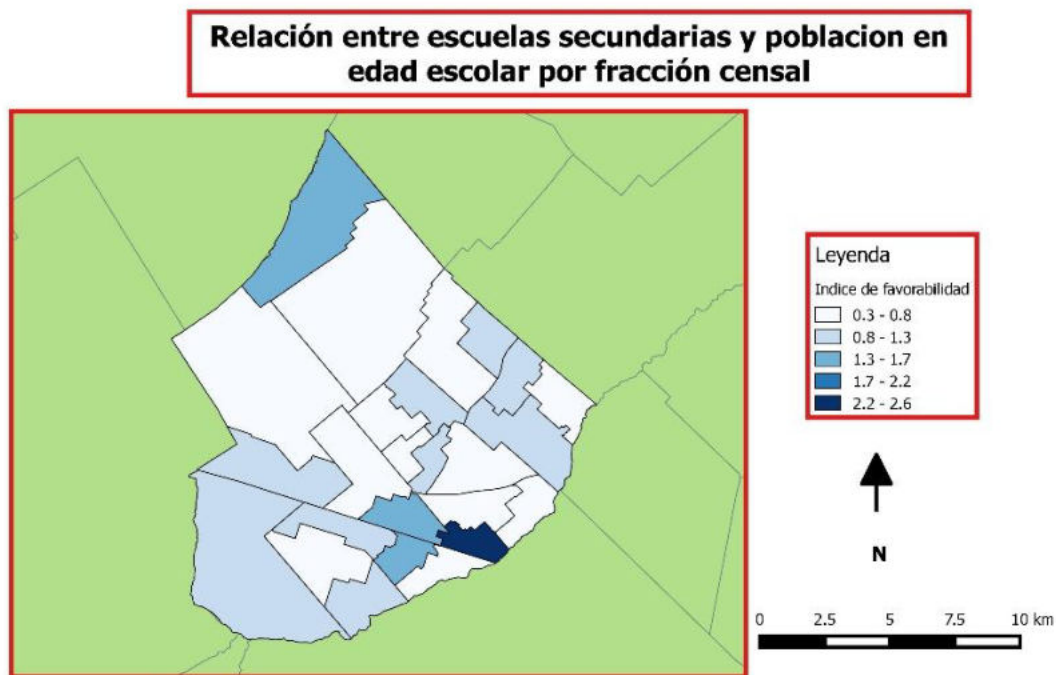 Relación entre escuelas secundarias y poblacion en
edad escolar por fracción censal
Leyenda
Indice de favorabilidad
0.3 - 0.8
0.8 - 1.3
1.3 - 1.7
1.7 - 2.2
2.2 - 2.6
N
0 2.5 5 7.5 10 km